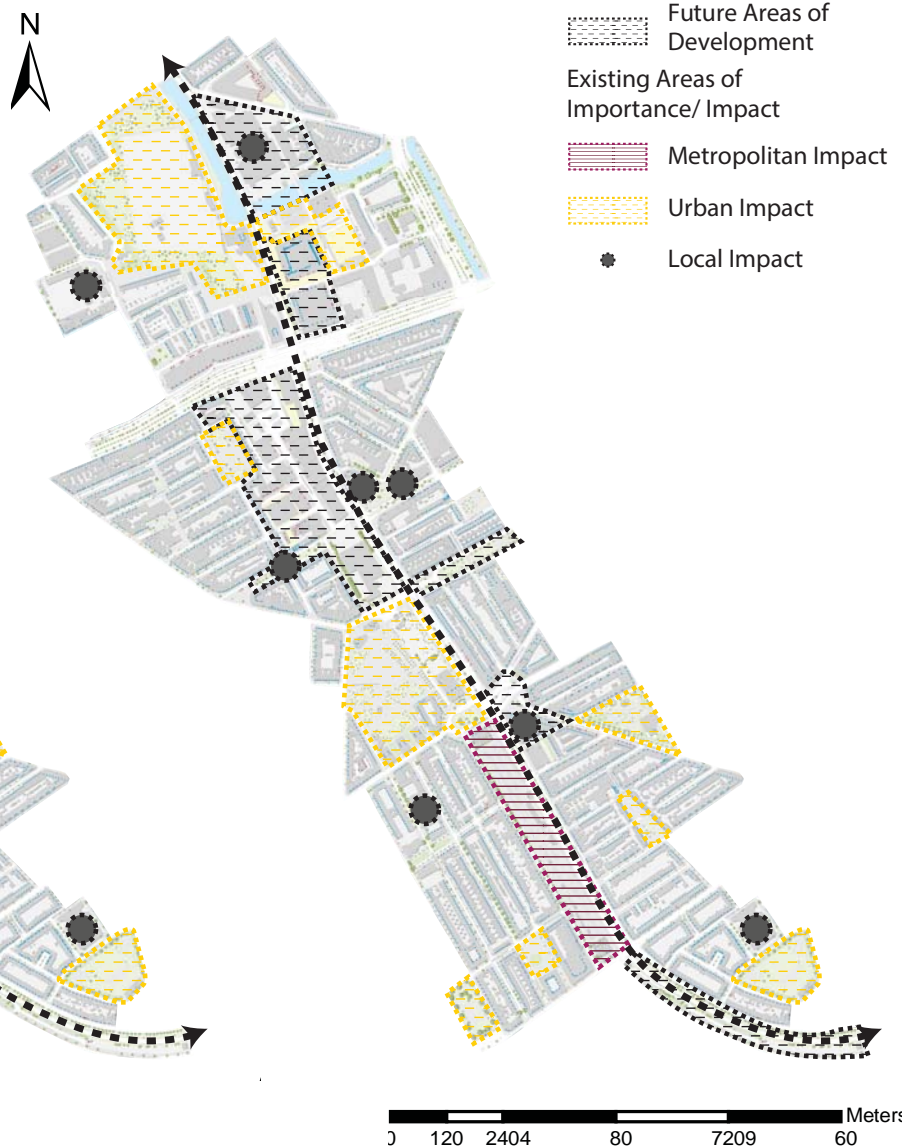 N
Future Areas of
Development
Existing Areas of
Importance/ Impact
Metropolitan Impact
Urban Impact
Local Impact
Meters
0 120 2404 80 7209 60